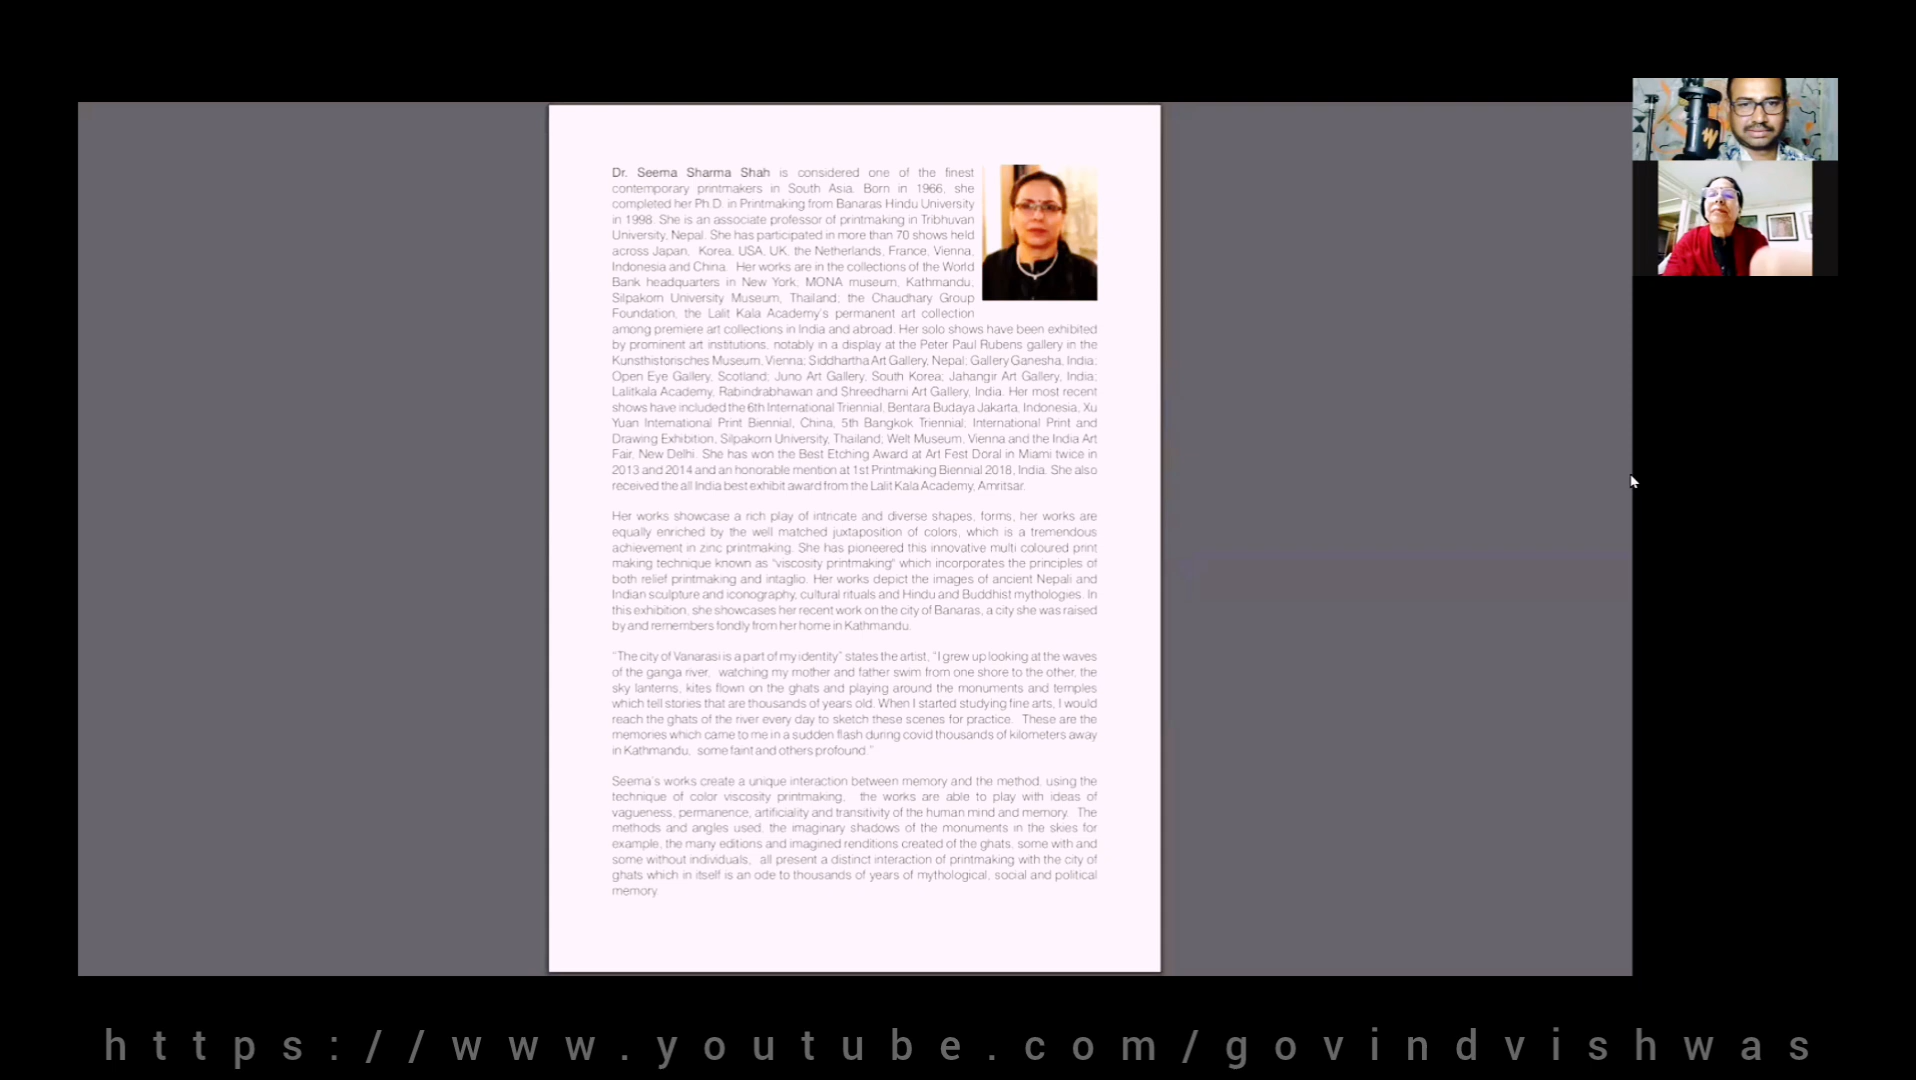 Dr. Seema Sharma Shah is considered one of the finest
contemporary printmakers in South Asia. Born in 1966, she
completed her Ph.D. in Printmaking from Banaras Hindu University
in 1998. She is an associate professor of printmaking in Tribhuvan
University, Nepal. She has participated in more than 70 shows held
across Japan, Korea, USA, UK, the Netherlands, France, Vienna,
Indonesia and China. Her works are in the collections of the World
Bank headquarters in New York, MONA museum, Kathmandu;
Silpakorn University Museum, Thailand; the Chaudhary Group
Foundation, the Lalit Kala Academy's permanent art collection
among premiere art collections in India and abroad. Her solo shows have been exhibited
by prominent art institutions, notably in a display at the Peter Paul Rubens gallery in the
Kunsthistorisches Museum, Vienna; Siddhartha Art Gallery, Nepal; Gallery Ganesha, India;
Open Eye Gallery, Scotland; Juno Art Gallery, South Korea; Jahangir Art Gallery, India;
Lalitkala Academy, Rabindrabhawan and Shreedharni Art Gallery, India. Her most recent
shows have included the 6th International Triennial, Bentara Budaya Jakarta, Indonesia, Xu
Yuan International Print Biennial, China, 5th Bangkok Triennial, International Print and
Drawing Exhibition, Silpakorn University, Thailand; Welt Museum, Vienna and the India Art
Fair, New Delhi. She has won the Best Etching Award at Art Fest Doral in Miami twice in
2013 and 2014 and an honorable mention at 1st Printmaking Biennial 2018, India. She also
received the all India best exhibit award from the Lalit Kala Academy, Amritsar.
Her works showcase a rich play of intricate and diverse shapes, forms, her works are
equally enriched by the well matched juxtaposition of colors, which is a tremendous
achievement in zinc printmaking. She has pioneered this innovative multi coloured print
making technique known as "viscosity printmaking" which incorporates the principles of
both relief printmaking and intaglio. Her works depict the images of ancient Nepali and
Indian sculpture and iconography, cultural rituals and Hindu and Buddhist mythologies. In
this exhibition, she showcases her recent work on the city of Banaras, a city she was raised
by and remembers fondly from her home in Kathmandu.
"The city of Vanarasi is a part of my identity" states the artist, "I grew up looking at the waves
of the ganga river, watching my mother and father swim from one shore to the other, the
sky lanterns, kites flown on the ghats and playing around the monuments and temples
which tell stories that are thousands of years old. When I started studying fine arts, I would
reach the ghats of the river every day to sketch these scenes for practice. These are the
memories which came to me in a sudden flash during covid thousands of kilometers away
in Kathmandu, some faint and others profound."
Seema's works create a unique interaction between memory and the method, using the
technique of color viscosity printmaking, the works are able to play with ideas of
vagueness, permanence, artificiality and transitivity of the human mind and memory. The
methods and angles used, the imaginary shadows of the monuments in the skies for
example, the many editions and imagined renditions created of the ghats, some with and
some without individuals, all present a distinct interaction of printmaking with the city of
ghats which in itself is an ode to thousands of years of mythological, social and political
memory.
https://www.youtube.com/govindvishwas